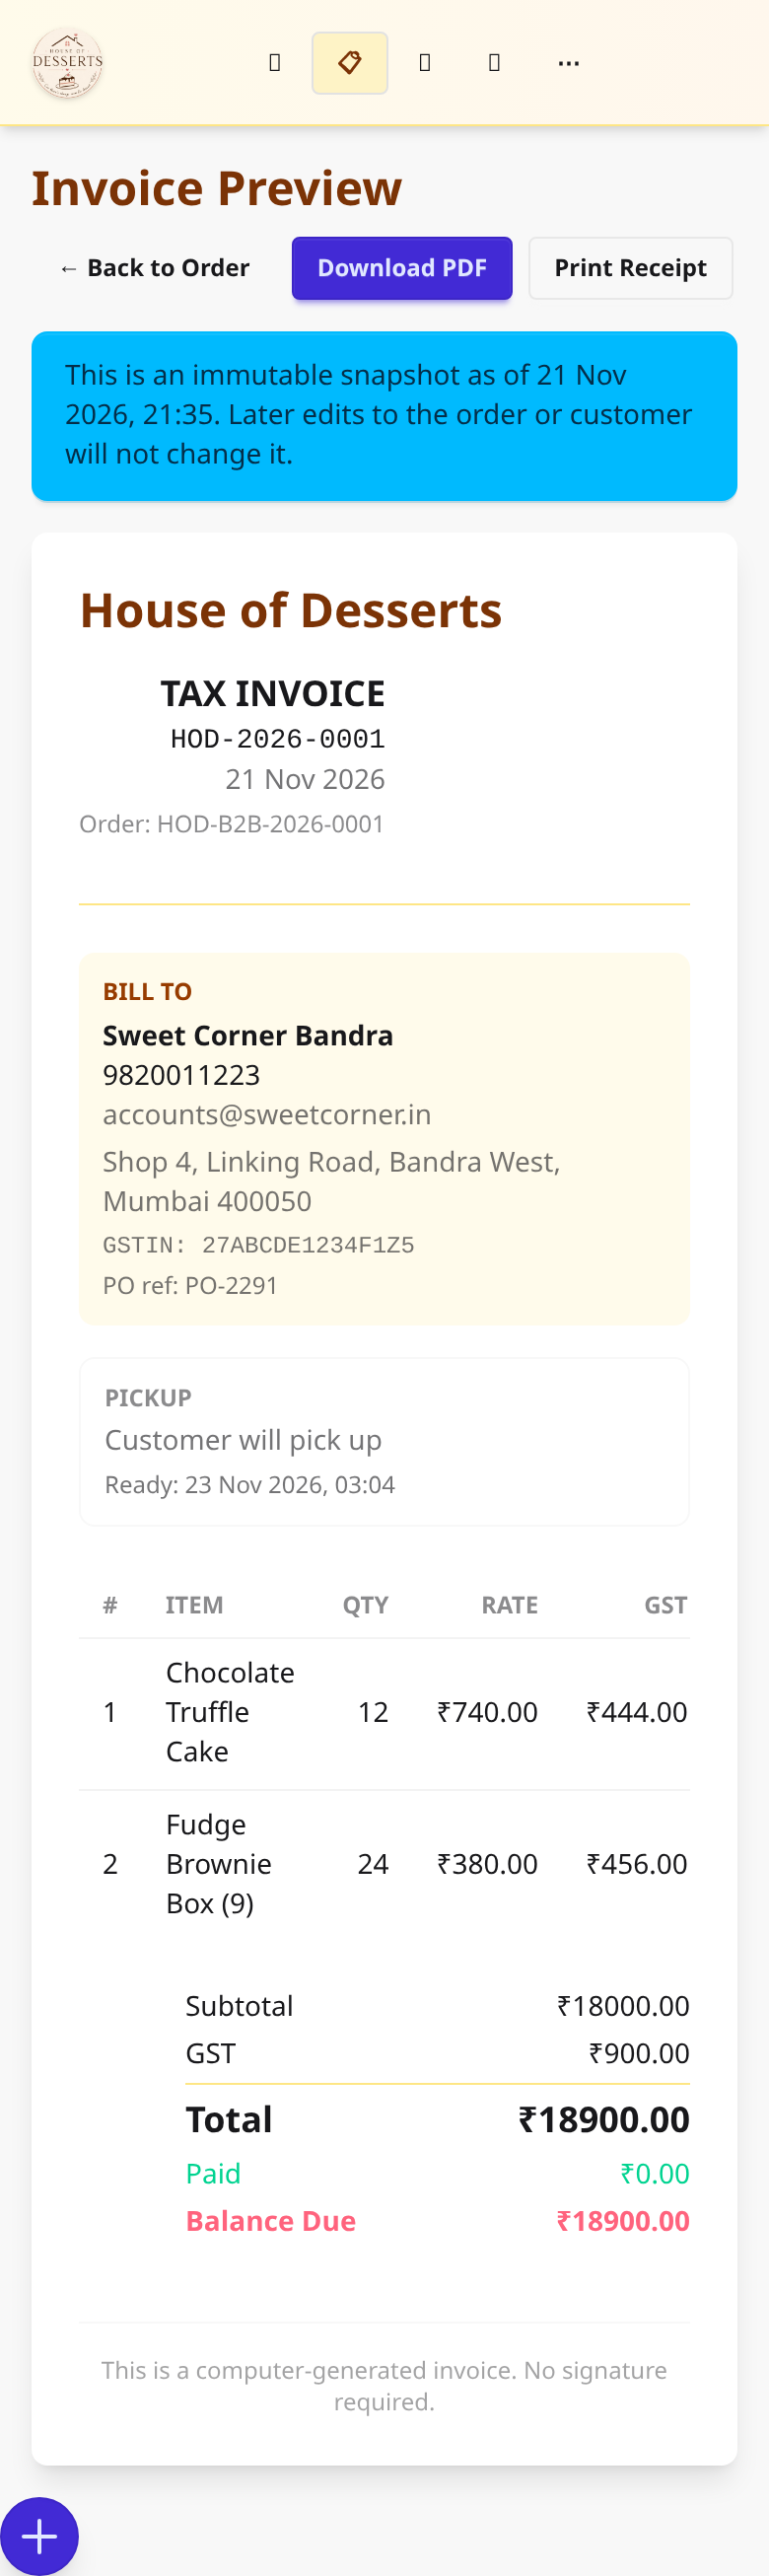 HOUSE OF
DESSERTS
...
Invoice Preview
← Back to Order
Download PDF
Print Receipt
This is an immutable snapshot as of 21 Nov
2026, 21:35. Later edits to the order or customer
will not change it.
House of Desserts
TAX INVOICE
HOD-2026-0001
21 Nov 2026
Order: HOD-B2B-2026-0001
BILL TO
Sweet Corner Bandra
9820011223
accounts@sweetcorner.in
Shop 4, Linking Road, Bandra West,
Mumbai 400050
GSTIN: 27ABCDE1234F1Z5
PO ref: PO-2291
PICKUP
Customer will pick up
Ready: 23 Nov 2026, 03:04
# ITEM QTY RATE GST
Chocolate
1 Truffle 12 ₹740.00 ₹444.00
Cake
Fudge
2 Brownie 24 ₹380.00 ₹456.00
Box (9)
Subtotal ₹18000.00
GST ₹900.00
Total ₹18900.00
Paid ₹0.00
Balance Due ₹18900.00
This is a computer-generated invoice. No signature
required.